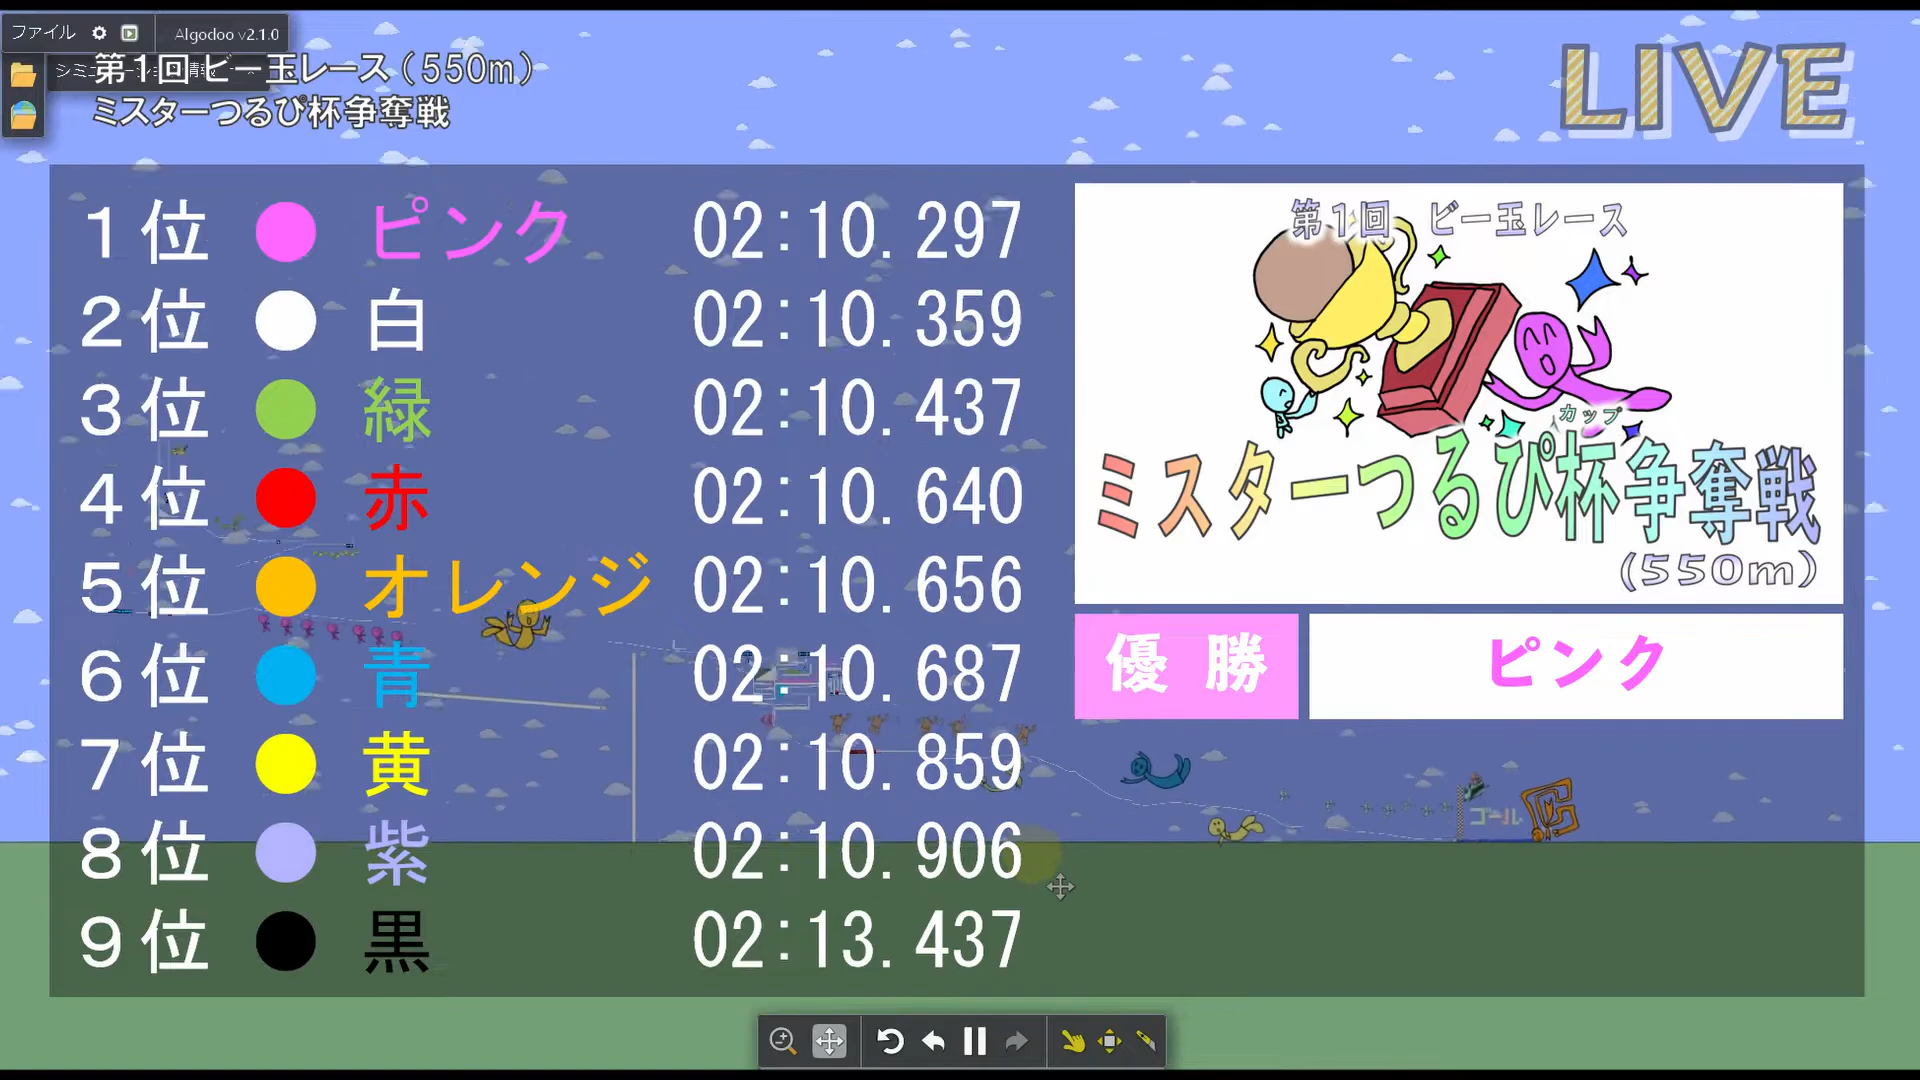 ファイル
Algodoo v2.1.0
第1回 ビー玉レース（550m）
ミスターつるぴ杯争奪戦
LIVE
1位 ピンク 02:10.297
2位 白 02:10.359
3位 緑 02:10.437
4位 赤 02:10.640
5位 オレンジ 02:10.656
6位 青 02:10.687
7位 黄 02:10.859
8位 紫 02:10.906
9位 黒 02:13.437
第1回 ビー玉レース
カップ
ミスターつるぴ杯争奪戦
(550m)
優勝 ピンク
ゴール